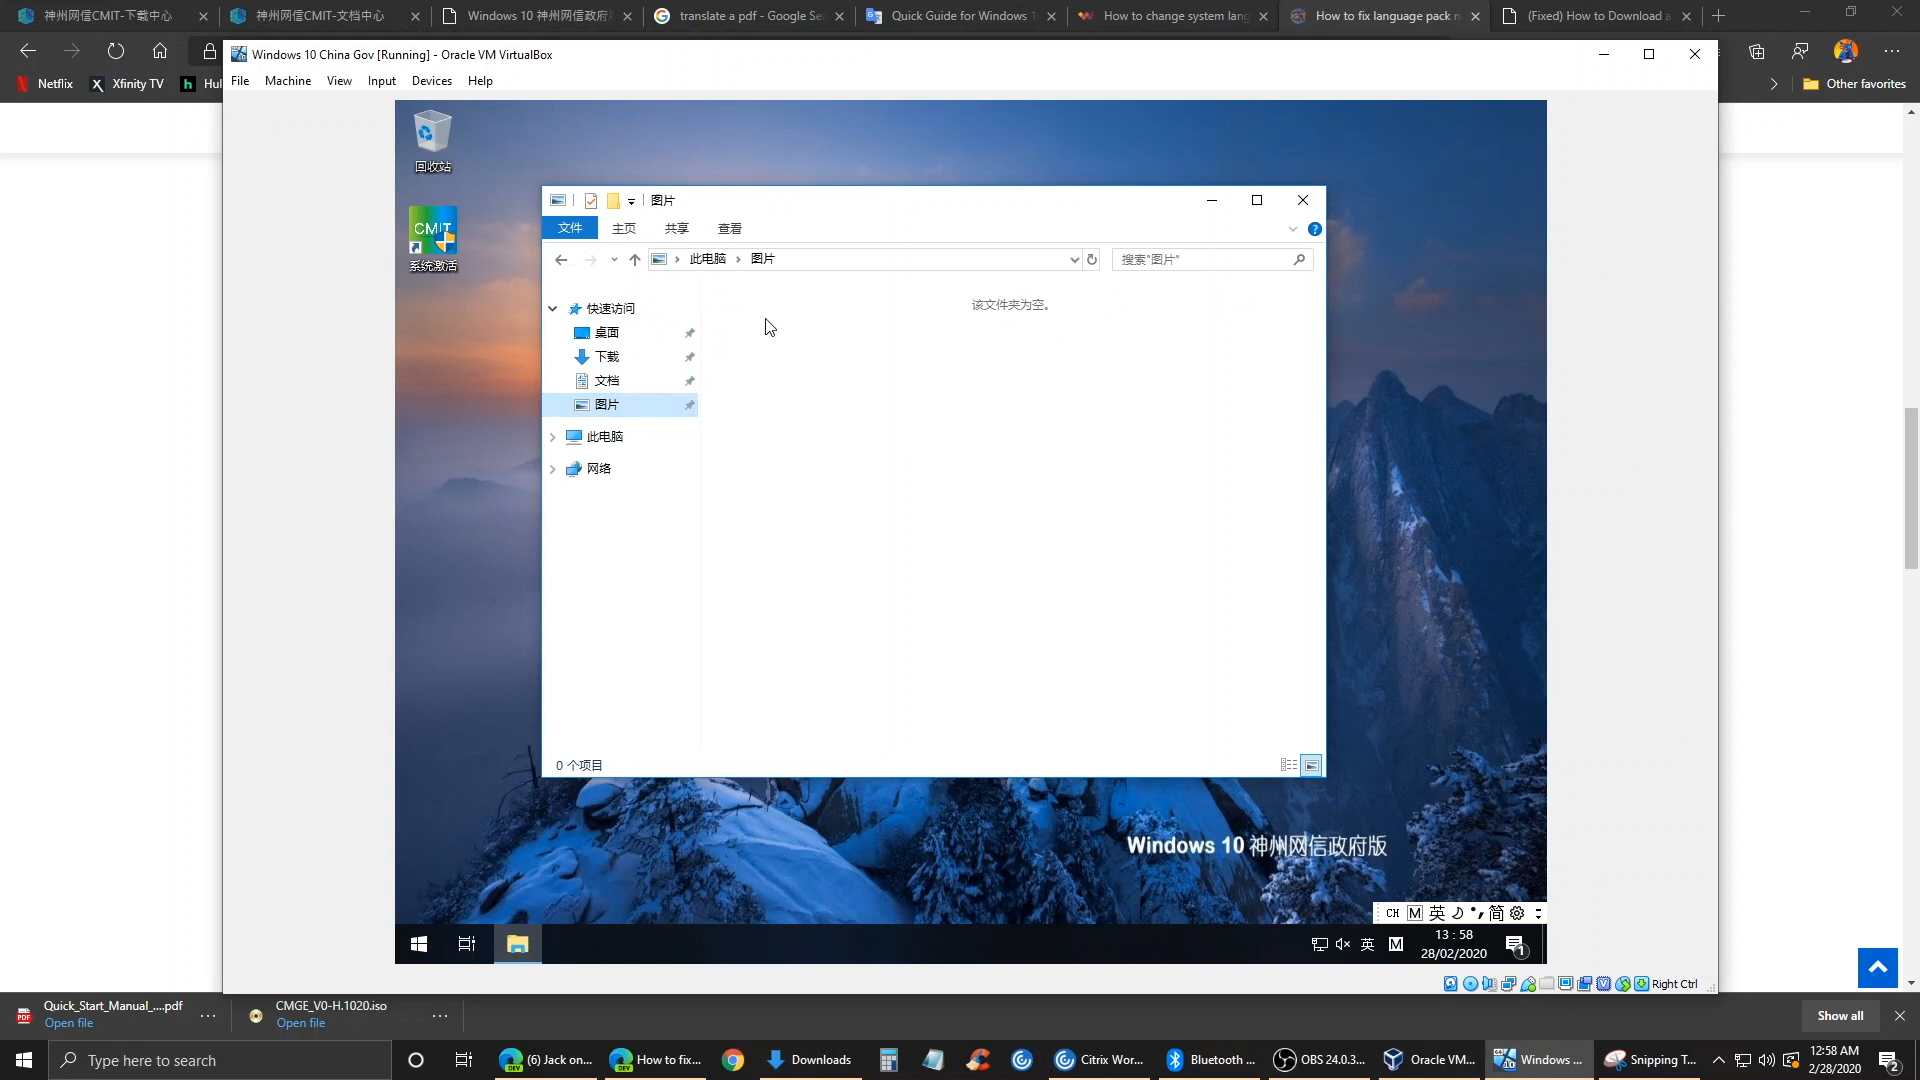 神州网信CMIT-下载中心
神州网信CMIT-文档中心
Windows 10 神州网信政府
translate a pdf - Google Se
Quick Guide for Windows 1
How to change system lang
How to fix language pack n
(Fixed) How to Download a
Netflix
Xfinity TV
Hul
Other favorites
Windows 10 China Gov [Running] - Oracle VM VirtualBox
File Machine View Input Devices Help
回收站
CMIT
系统激活
图片
文件 主页 共享 查看
此电脑 › 图片
搜索"图片"
该文件夹为空。
快速访问
桌面
下载
文档
图片
此电脑
网络
0 个项目
Windows 10 神州网信政府版
CH M 英 简
英 M
13:58
28/02/2020
1
Right Ctrl
Quick_Start_Manual_....pdf
Open file
CMGE_V0-H.1020.iso
Open file
Show all
Type here to search
(6) Jack on...
How to fix...
Downloads
Citrix Wor...
Bluetooth ...
OBS 24.0.3...
Oracle VM...
Windows ...
Snipping T...
12:58 AM
2/28/2020
2